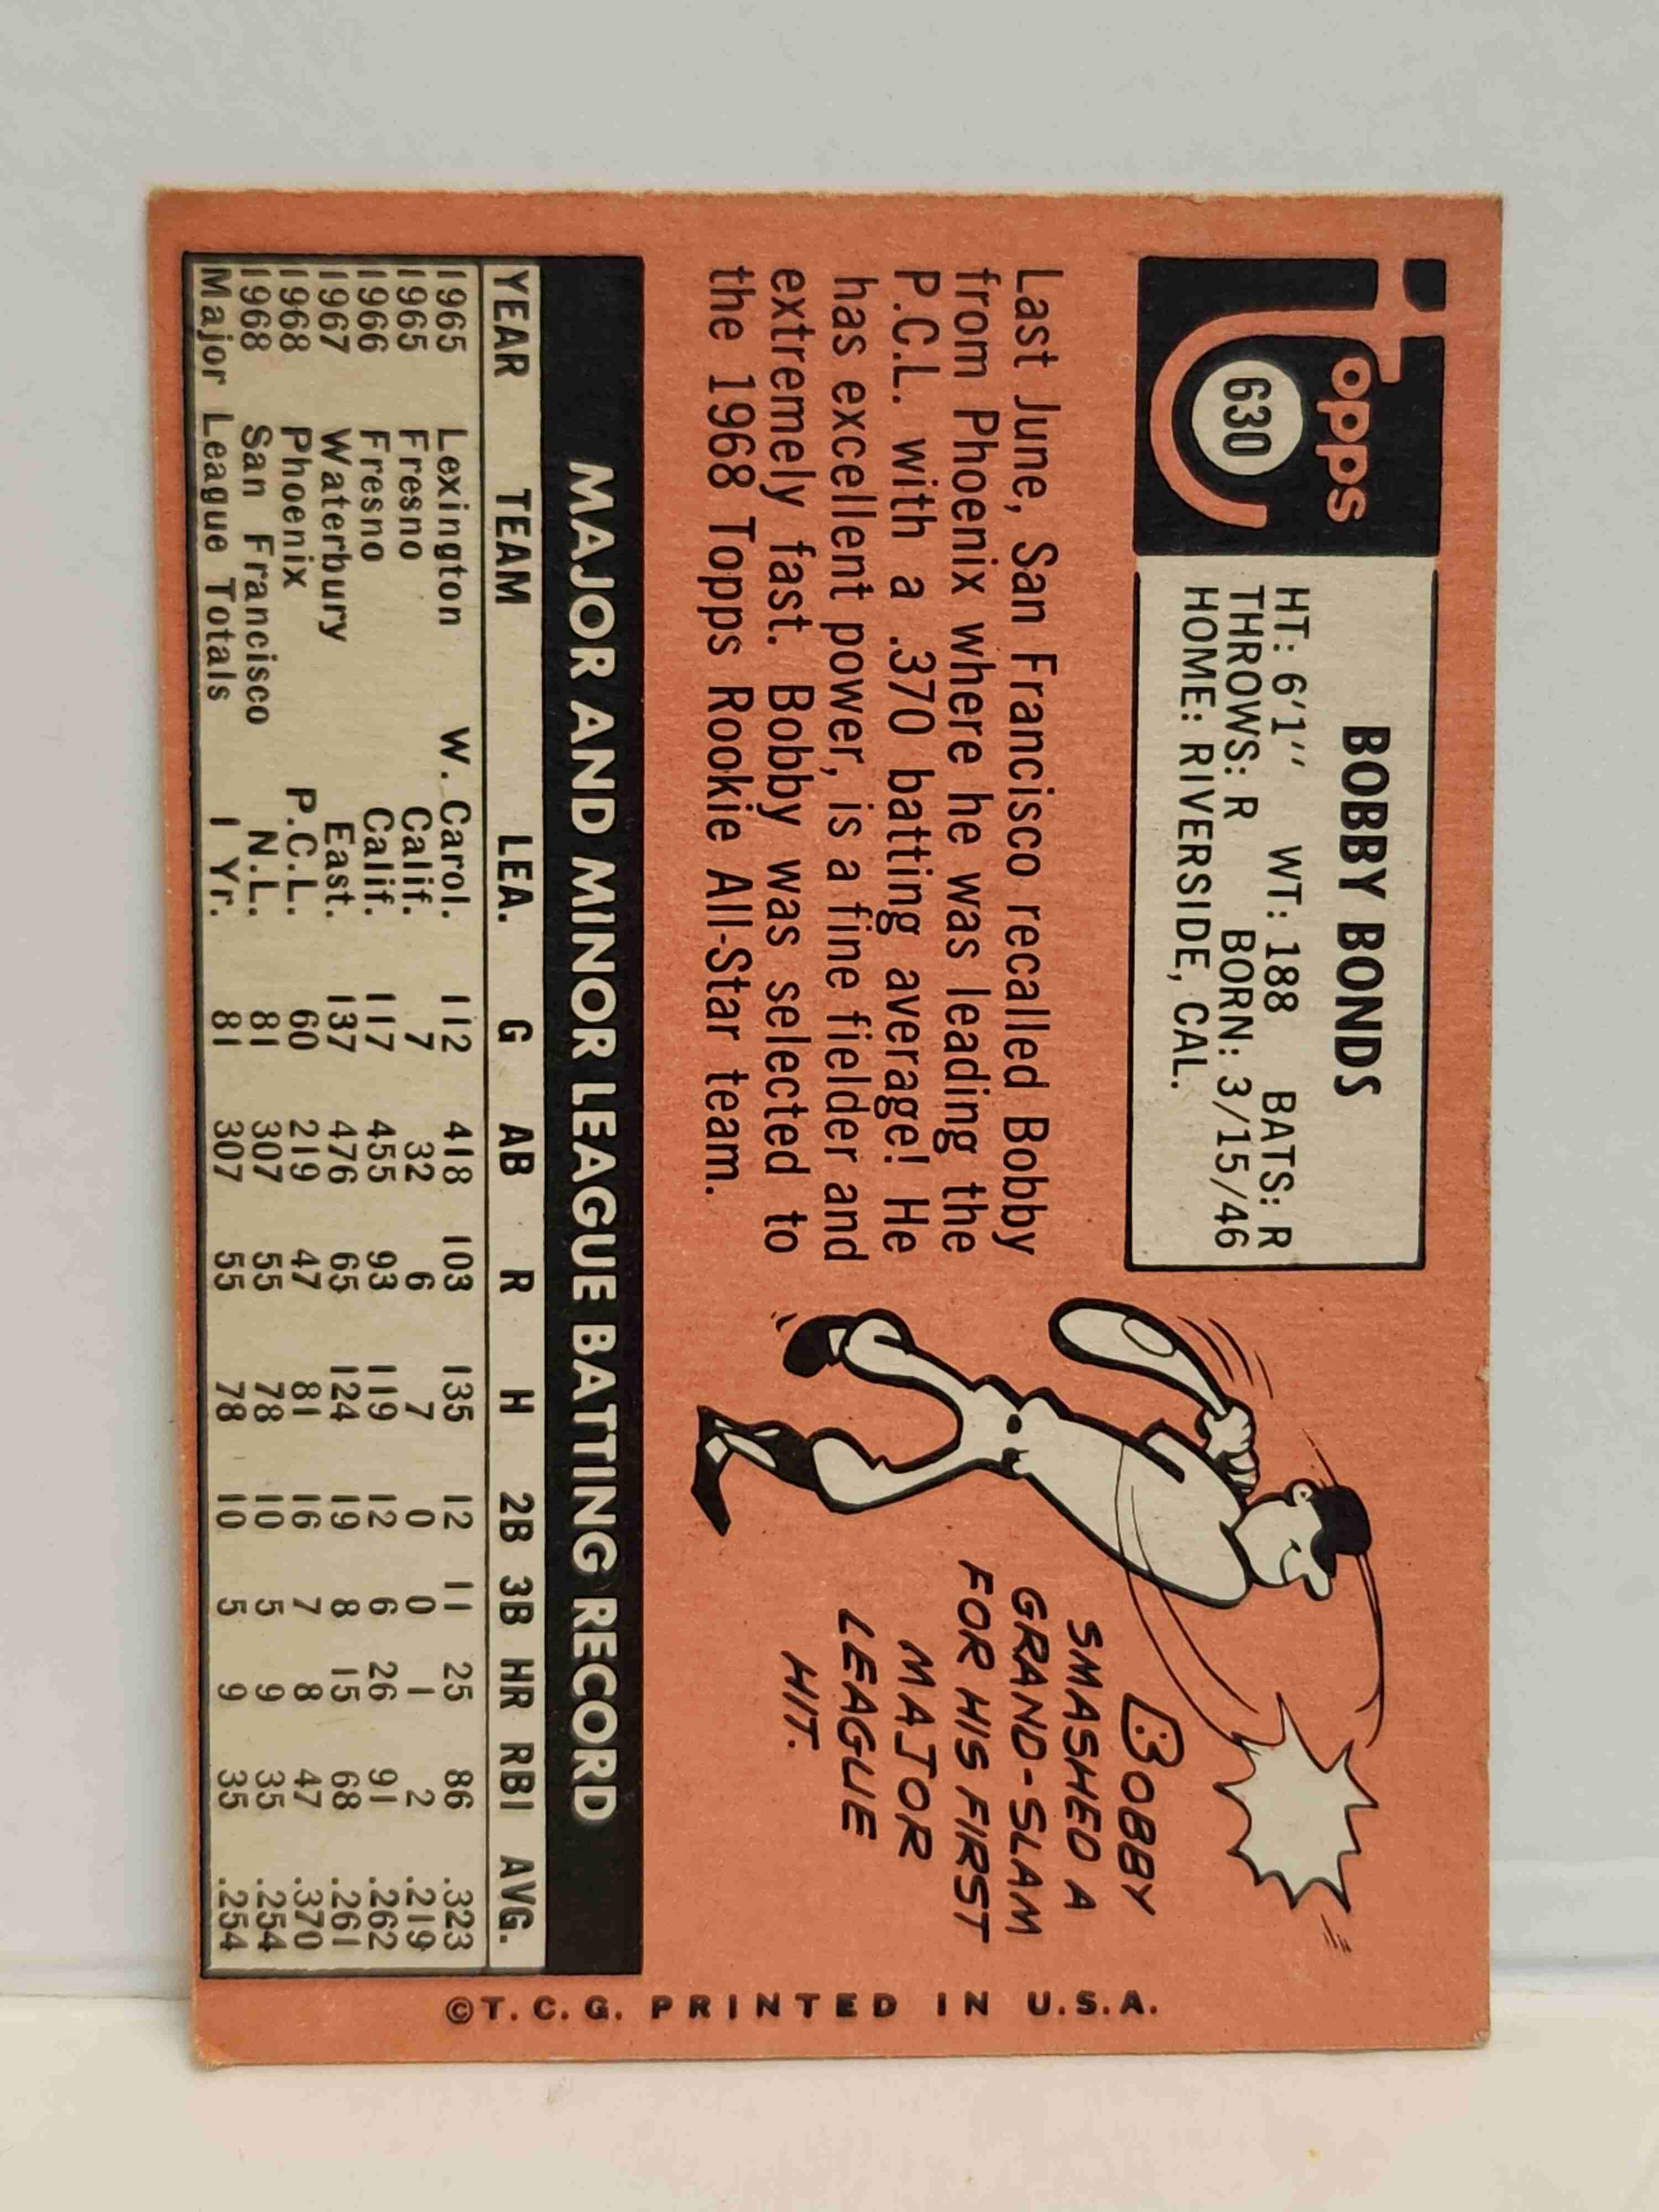 Topps
630
BOBBY BONDS
HT: 6'1" WT: 188 BATS: R
THROWS: R BORN: 3/15/46
HOME: RIVERSIDE, CAL.
Last June, San Francisco recalled Bobby
from Phoenix where he was leading the
P.C.L. with a .370 batting average! He
has excellent power, is a fine fielder and
extremely fast. Bobby was selected to
the 1968 Topps Rookie All-Star team.
BOBBY
SMASHED A
GRAND-SLAM
FOR HIS FIRST
MAJOR
LEAGUE
HIT.
MAJOR AND MINOR LEAGUE BATTING RECORD
YEAR TEAM LEA. G AB R H 2B 3B HR RBI AVG.
1965 Lexington W. Carol. 112 418 103 135 12 11 25 86 .323
1965 Fresno Calif. 7 32 6 7 0 0 1 2 .219
1966 Fresno Calif. 117 455 93 119 12 6 26 91 .262
1967 Waterbury East. 137 476 65 124 19 8 15 68 .261
1968 Phoenix P.C.L. 60 219 47 81 16 7 8 47 .370
1968 San Francisco N.L. 81 307 55 78 10 5 9 35 .254
Major League Totals 1 Yr. 81 307 55 78 10 5 9 35 .254
©T.C.G. PRINTED IN U.S.A.